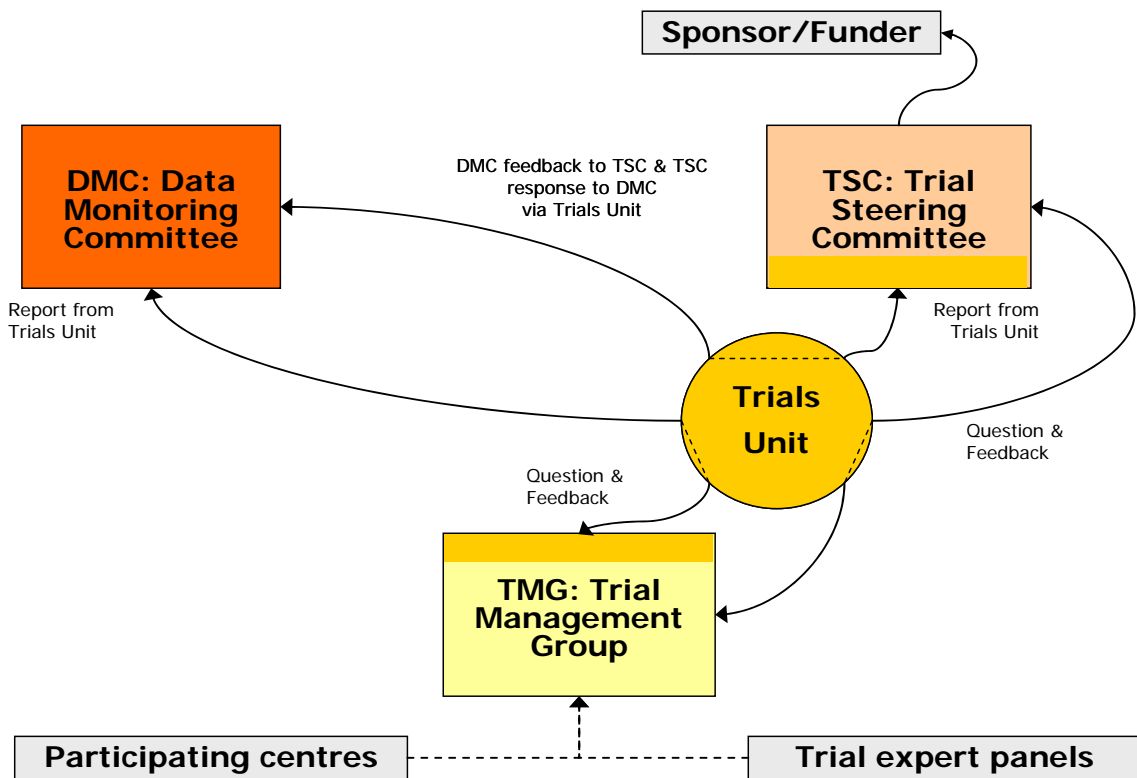 Sponsor/Funder
DMC: Data
Monitoring
Committee
DMC feedback to TSC & TSC
response to DMC
via Trials Unit
TSC: Trial
Steering
Committee
Report from
Trials Unit
Report from
Trials Unit
Trials
Unit
Question &
Feedback
Question &
Feedback
TMG: Trial
Management
Group
Participating centres
Trial expert panels